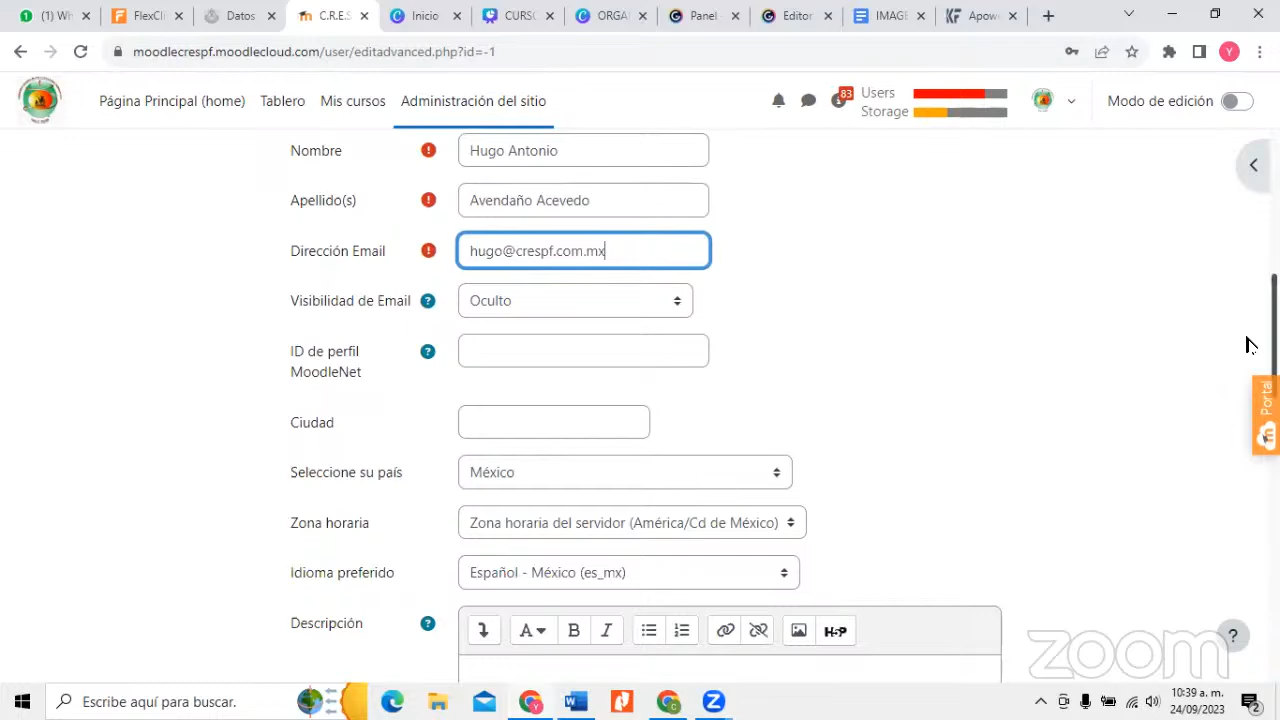 (1) Wh
Flexi
Datos
C.R.E.S
Inicio
CURSO
ORGA
Panel
Editor
IMAGE
Apowe
moodlecrespf.moodlecloud.com/user/editadvanced.php?id=-1
Y
Página Principal (home) Tablero Mis cursos Administración del sitio
83
Users
Storage
Modo de edición
Nombre Hugo Antonio
Apellido(s) Avendaño Acevedo
Dirección Email hugo@crespf.com.mx
Visibilidad de Email Oculto
ID de perfil
MoodleNet
Ciudad
Seleccione su país México
Zona horaria Zona horaria del servidor (América/Cd de México)
Idioma preferido Español - México (es_mx)
Descripción
A B I H-P
Portal
zoom
Escribe aquí para buscar.
10:39 a. m.
24/09/2023
2